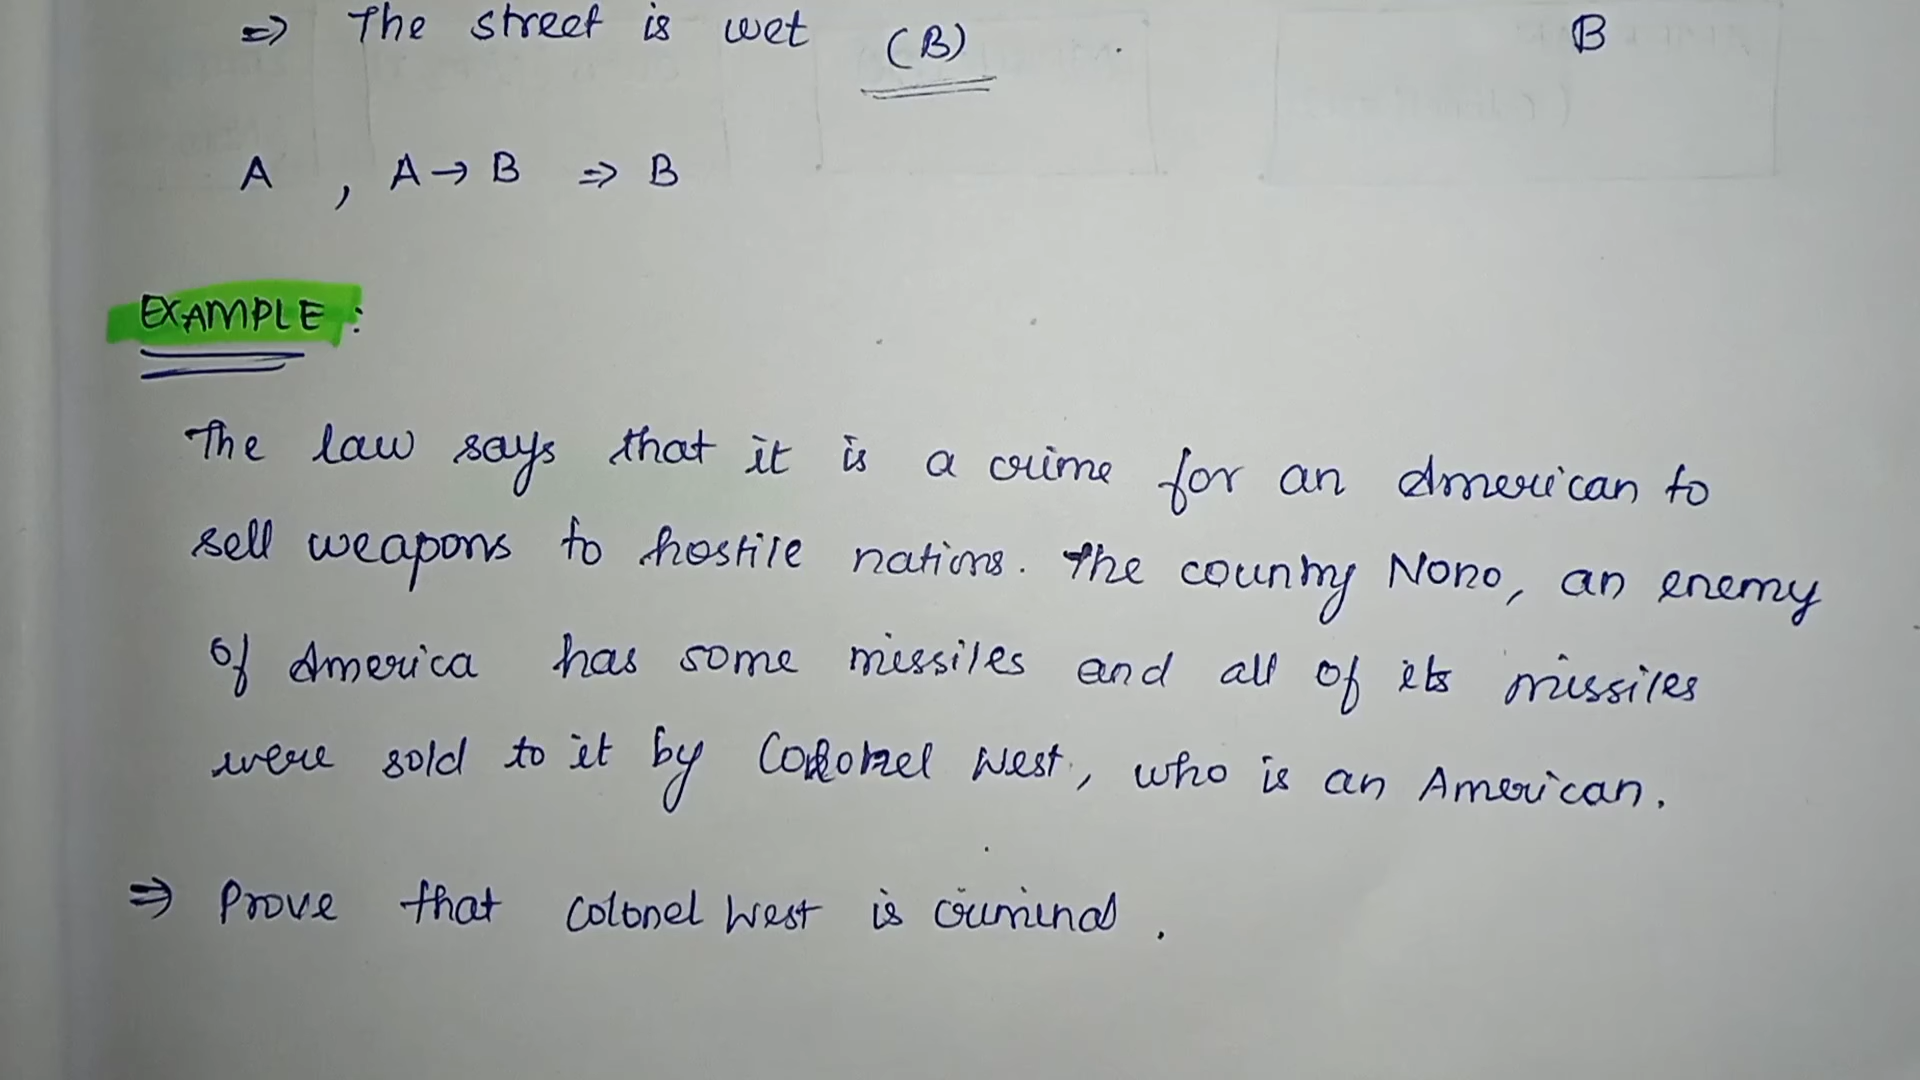 ⇒ The street is wet (B) B
A , A → B ⇒ B
EXAMPLE :
The law says that it is a crime for an American to
sell weapons to hostile nations. The country Nono, an enemy
of America has some missiles and all of its missiles
were sold to it by Colonel West, who is an American.
⇒ Prove that colonel West is criminal .